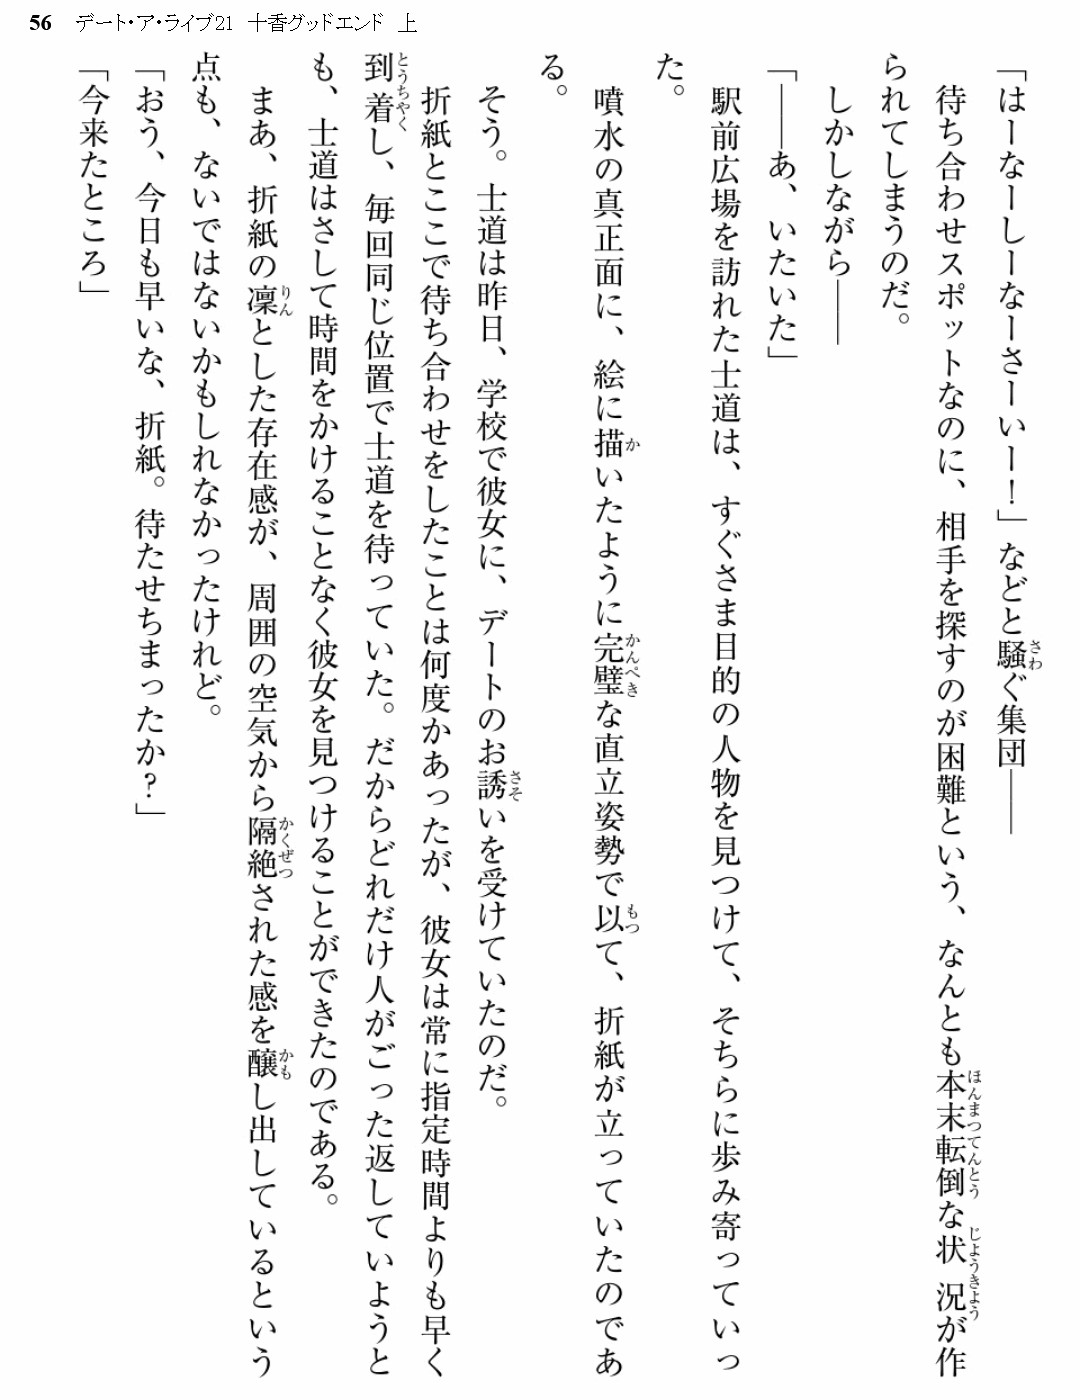 56 デート・ア・ライブ21 十香グッドエンド 上
「はーなーしーなーさーいー！」などと騒ぐ集団――
待ち合わせスポットなのに、相手を探すのが困難という、なんとも本末転倒な状況が作
られてしまうのだ。
しかしながら――
「――あ、いたいた」
駅前広場を訪れた士道は、すぐさま目的の人物を見つけて、そちらに歩み寄っていっ
た。
噴水の真正面に、絵に描いたように完璧な直立姿勢で以て、折紙が立っていたのであ
る。
そう。士道は昨日、学校で彼女に、デートのお誘いを受けていたのだ。
折紙とここで待ち合わせをしたことは何度かあったが、彼女は常に指定時間よりも早く
到着し、毎回同じ位置で士道を待っていた。だからどれだけ人がごった返していようと
も、士道はさして時間をかけることなく彼女を見つけることができたのである。
まあ、折紙の凜とした存在感が、周囲の空気から隔絶された感を醸し出しているという
点も、ないではないかもしれなかったけれど。
「おう、今日も早いな、折紙。待たせちまったか？」
「今来たところ」